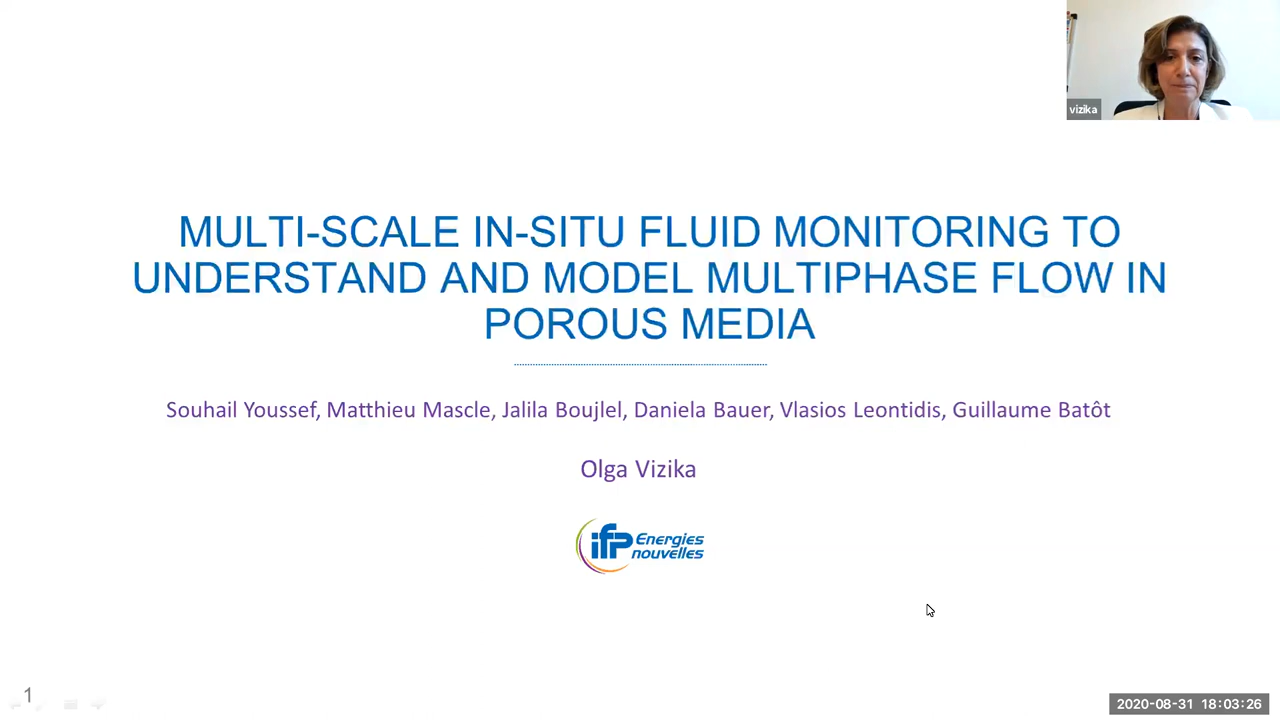 vizika
MULTI-SCALE IN-SITU FLUID MONITORING TO
UNDERSTAND AND MODEL MULTIPHASE FLOW IN
POROUS MEDIA
Souhail Youssef, Matthieu Mascle, Jalila Boujlel, Daniela Bauer, Vlasios Leontidis, Guillaume Batôt
Olga Vizika
ifp Energies
nouvelles
1
2020-08-31 18:03:26